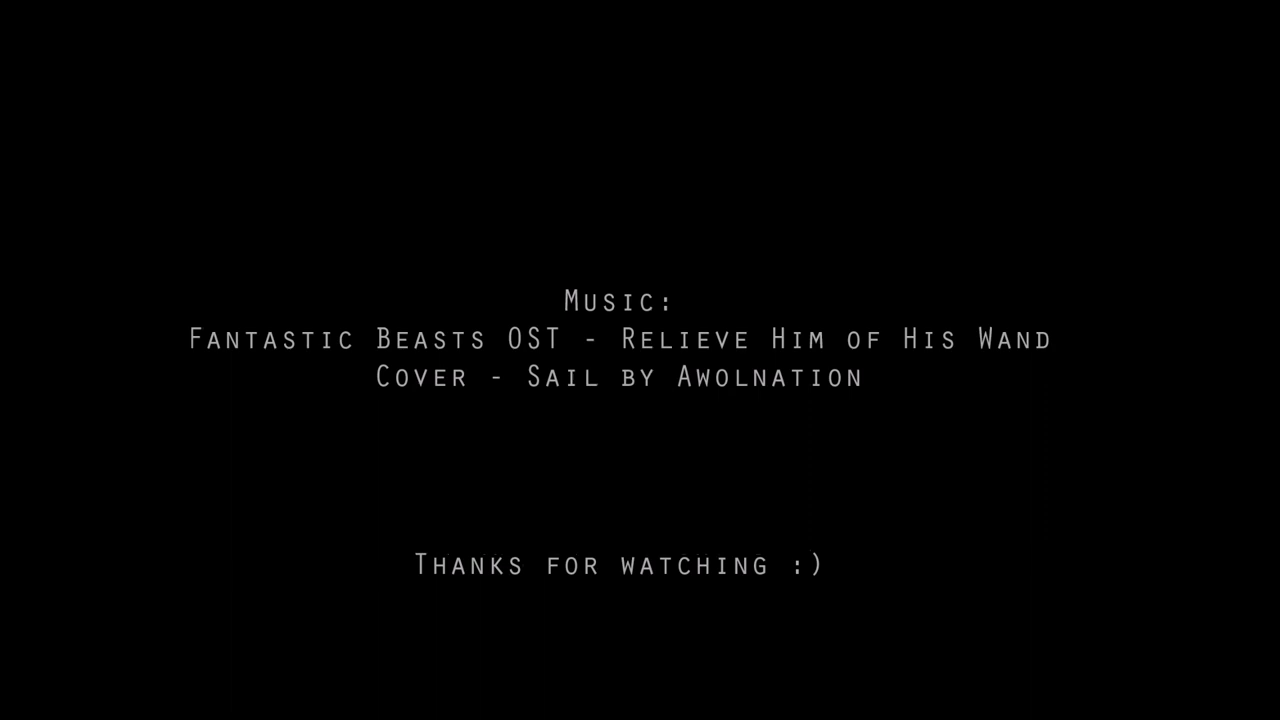 Music:
Fantastic Beasts OST - Relieve Him of His Wand
Cover - Sail by Awolnation
Thanks for watching :)